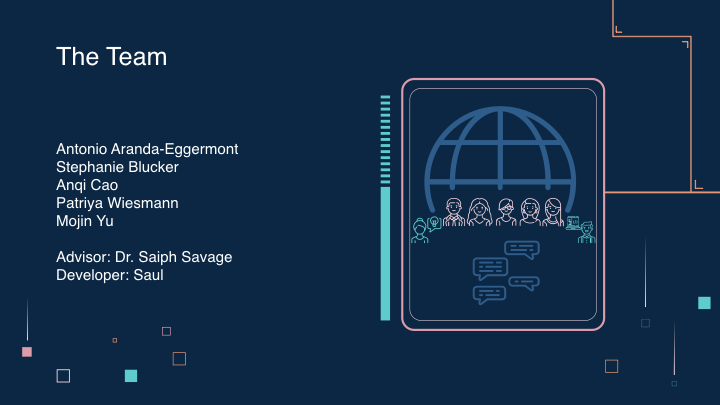 The Team
Antonio Aranda-Eggermont
Stephanie Blucker
Anqi Cao
Patriya Wiesmann
Mojin Yu
Advisor: Dr. Saiph Savage
Developer: Saul